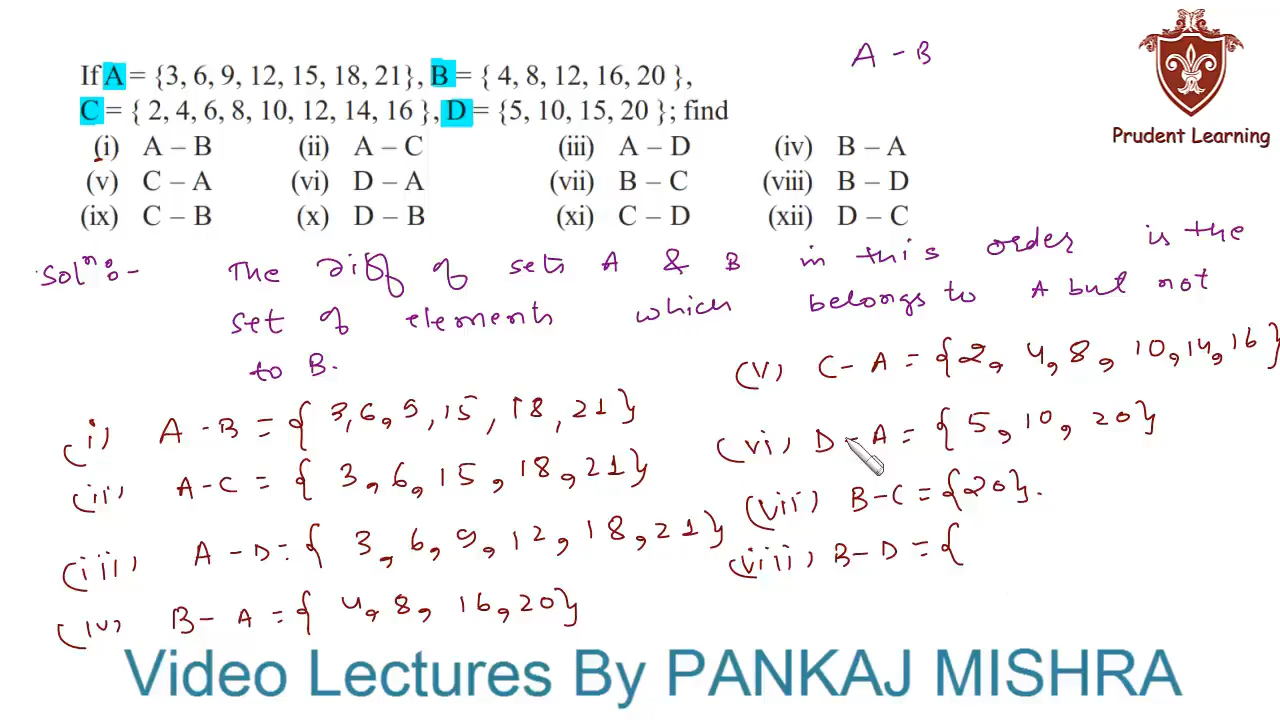 A - B
Prudent Learning
If A = {3, 6, 9, 12, 15, 18, 21}, B = { 4, 8, 12, 16, 20 },
C = { 2, 4, 6, 8, 10, 12, 14, 16 }, D = {5, 10, 15, 20 }; find
(i) A – B (ii) A – C (iii) A – D (iv) B – A
(v) C – A (vi) D – A (vii) B – C (viii) B – D
(ix) C – B (x) D – B (xi) C – D (xii) D – C
Solⁿ:- The Diff of sets A & B in this order is the
set of elements which belongs to A but not
to B.
(i) A - B = { 3, 6, 9, 15, 18, 21}
(ii) A - C = { 3, 6, 15, 18, 21}
(iii) A - D = { 3, 6, 9, 12, 18, 21}
(iv) B - A = { 4, 8, 16, 20}
(v) C - A = {2, 4, 8, 10, 14, 16}
(vi) D - A = { 5, 10, 20}
(vii) B - C = {20}.
(viii) B - D = {
Video Lectures By PANKAJ MISHRA